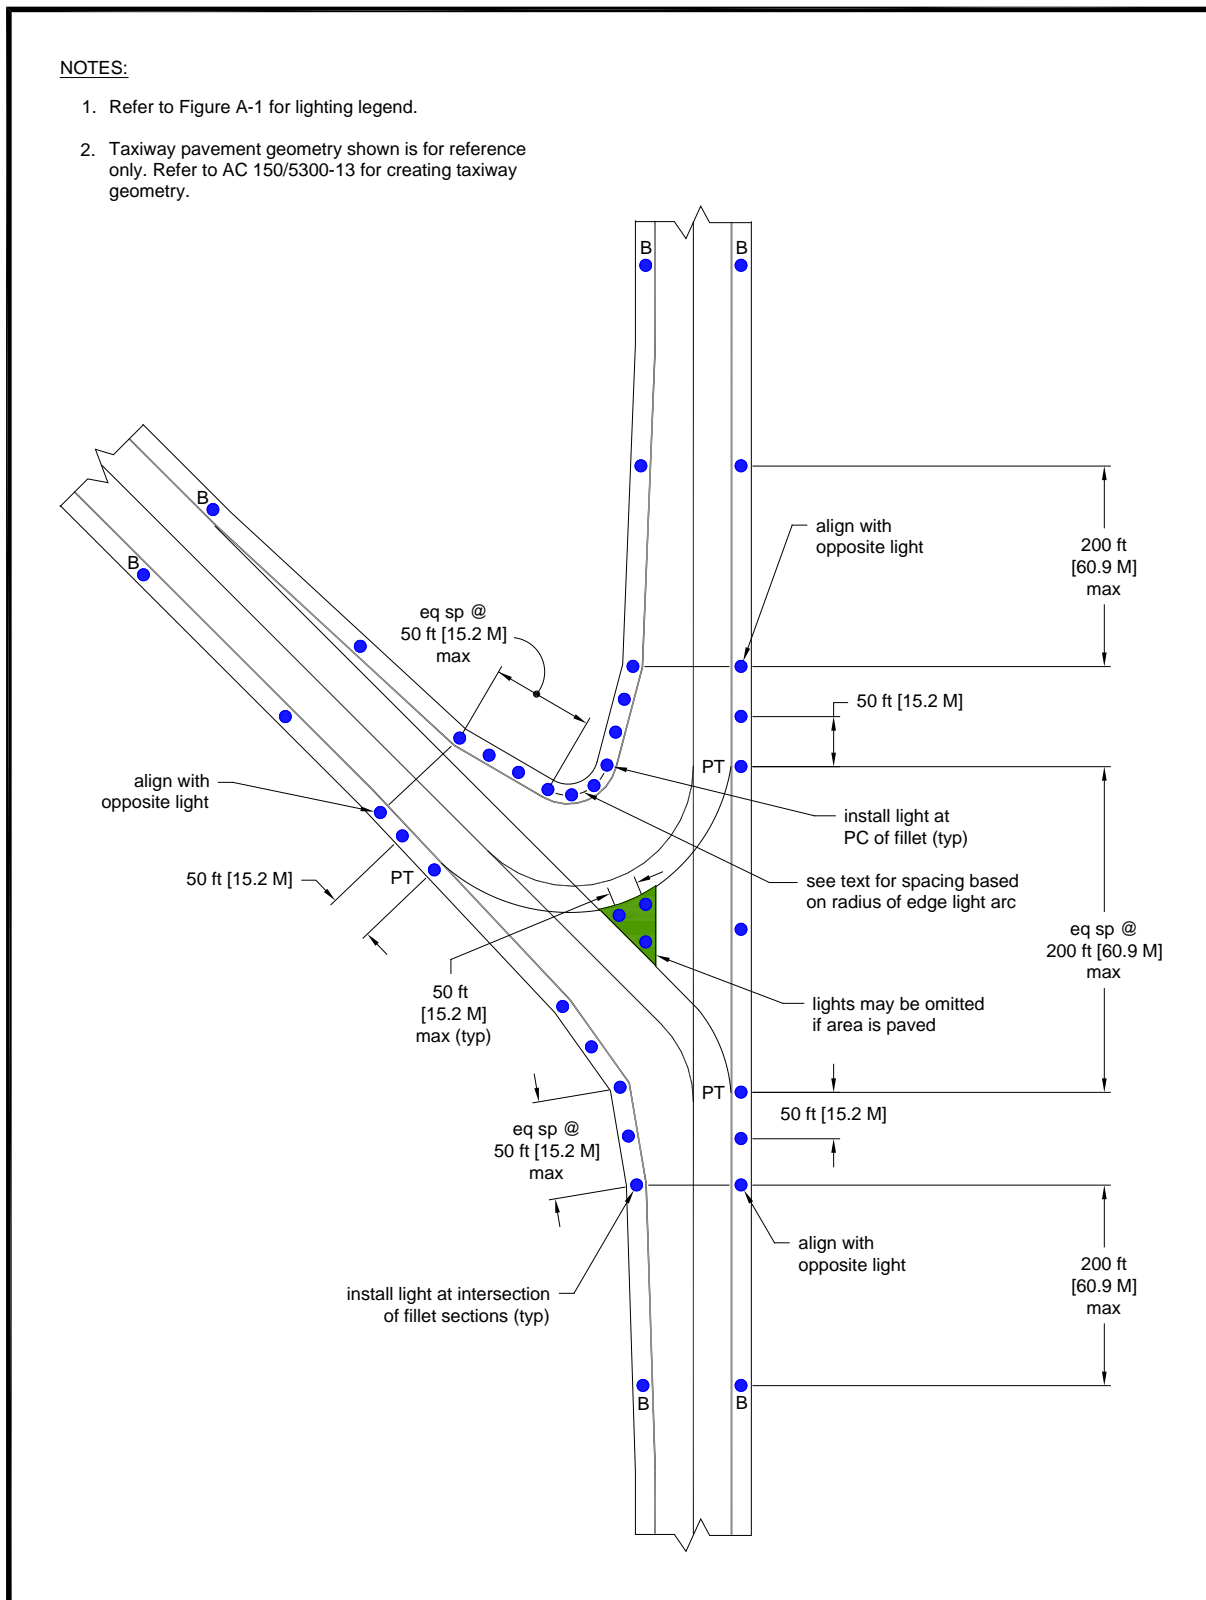 NOTES:
1. Refer to Figure A-1 for lighting legend.
2. Taxiway pavement geometry shown is for reference
only. Refer to AC 150/5300-13 for creating taxiway
geometry.
B
B
B
B
align with
opposite light
200 ft
[60.9 M]
max
eq sp @
50 ft [15.2 M]
max
50 ft [15.2 M]
PT
align with
opposite light
install light at
PC of fillet (typ)
50 ft [15.2 M]
PT
see text for spacing based
on radius of edge light arc
eq sp @
200 ft [60.9 M]
max
50 ft
[15.2 M]
max (typ)
lights may be omitted
if area is paved
PT
50 ft [15.2 M]
eq sp @
50 ft [15.2 M]
max
align with
opposite light
200 ft
[60.9 M]
max
install light at intersection
of fillet sections (typ)
B
B